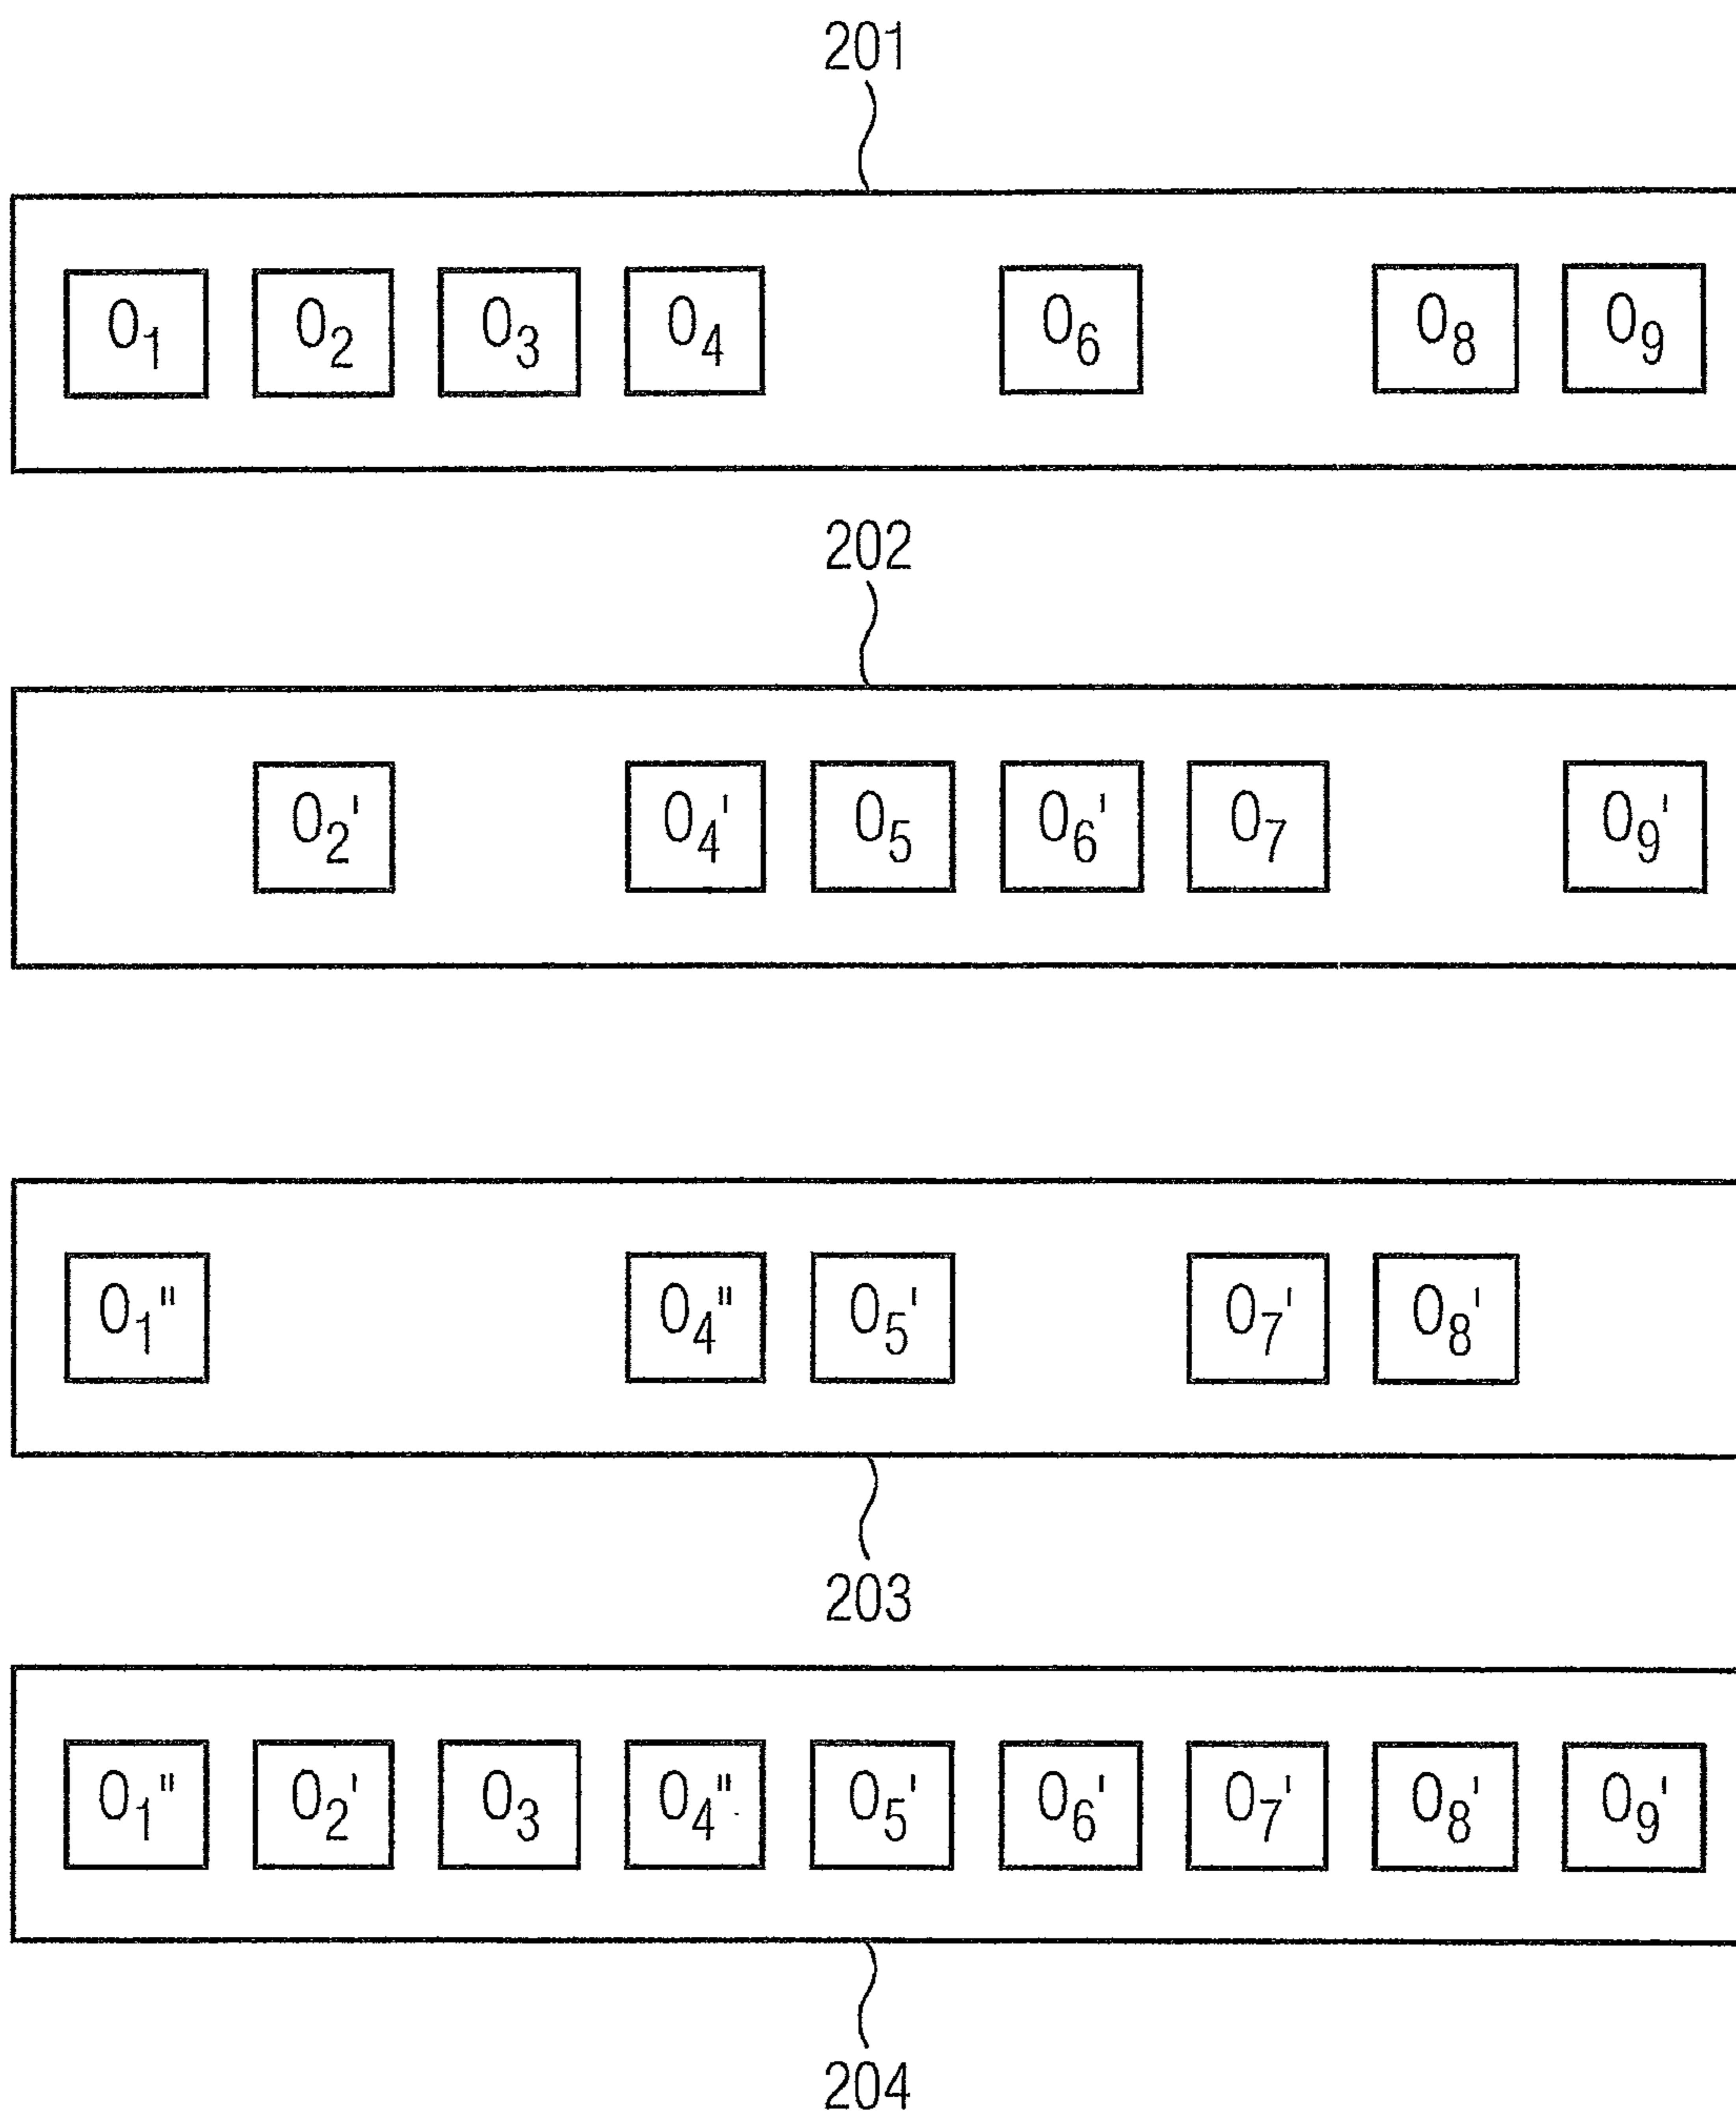 201
O₁ O₂ O₃ O₄ O₆ O₈ O₉
202
O₂' O₄' O₅ O₆' O₇ O₉'
O₁" O₄" O₅' O₇' O₈'
203
O₁" O₂' O₃ O₄" O₅' O₆' O₇' O₈' O₉'
204